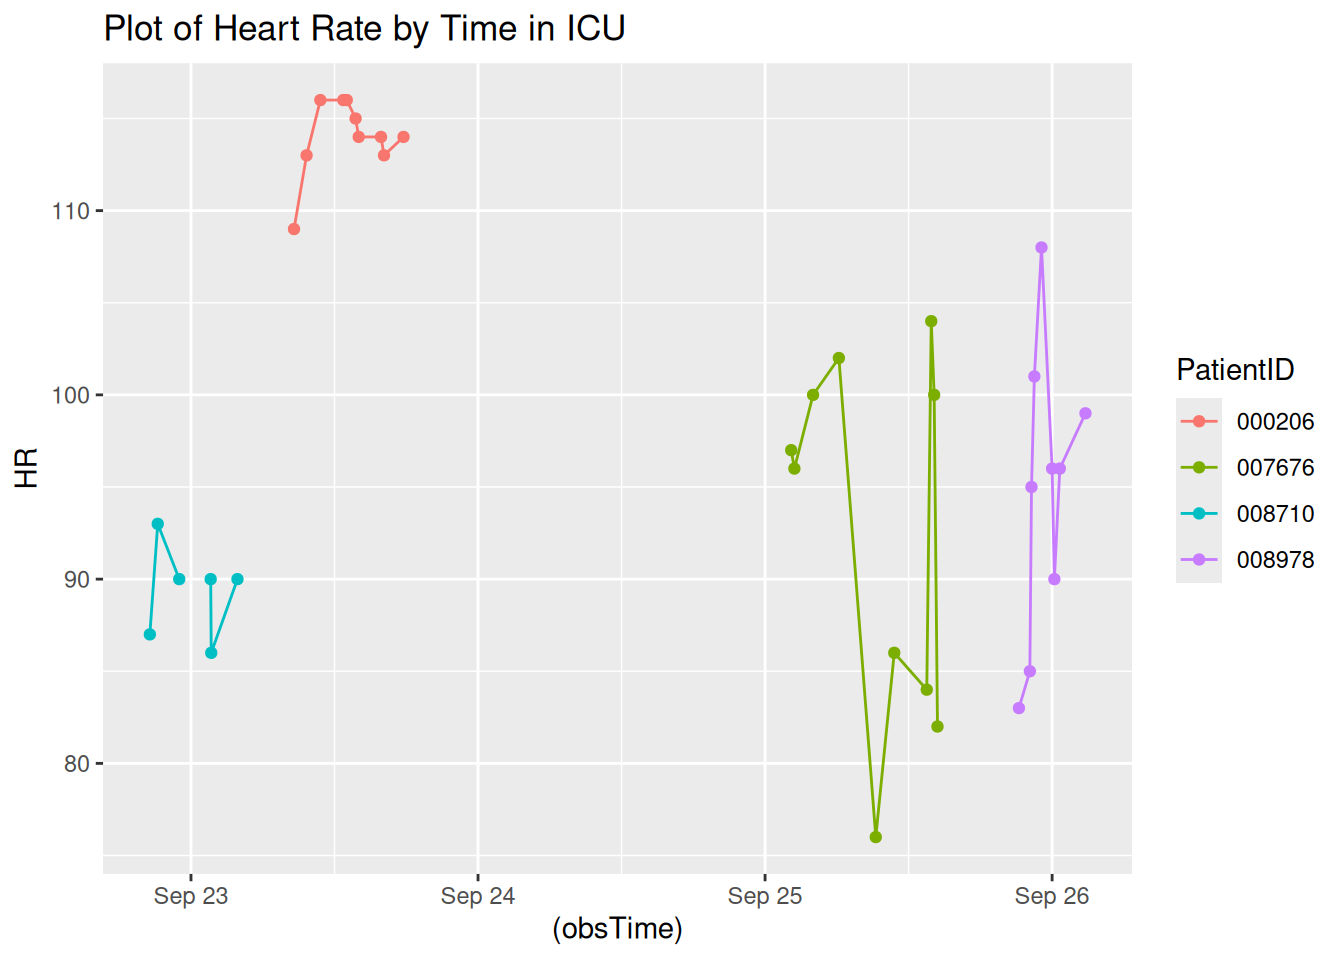 Plot of Heart Rate by Time in ICU
HR
110
100
90
80
Sep 23
Sep 24
Sep 25
Sep 26
(obsTime)
PatientID
000206
007676
008710
008978